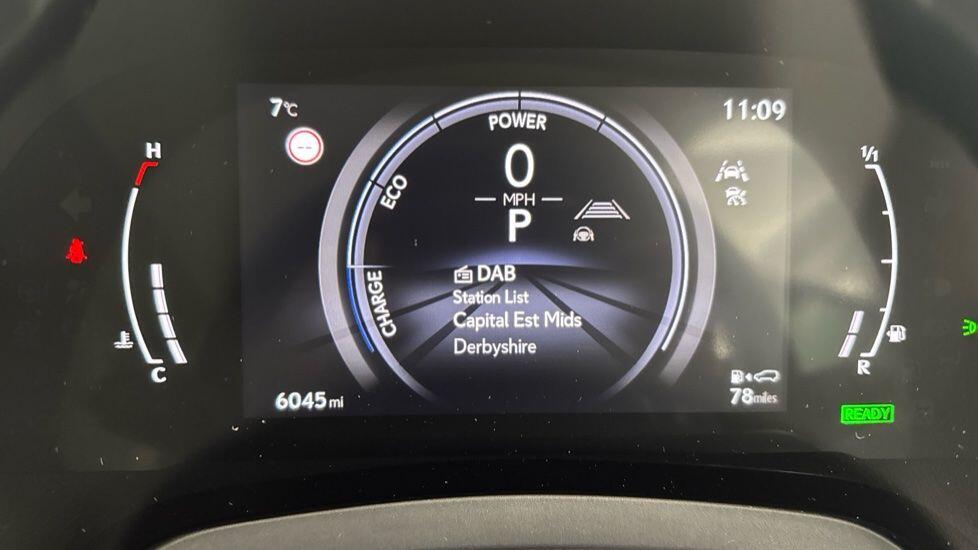 7°C
11:09
H
POWER
1/1
0
ECO
MPH
P
DAB
CHARGE
Station List
Capital Est Mids
Derbyshire
C
R
6045 mi
78 miles
READY